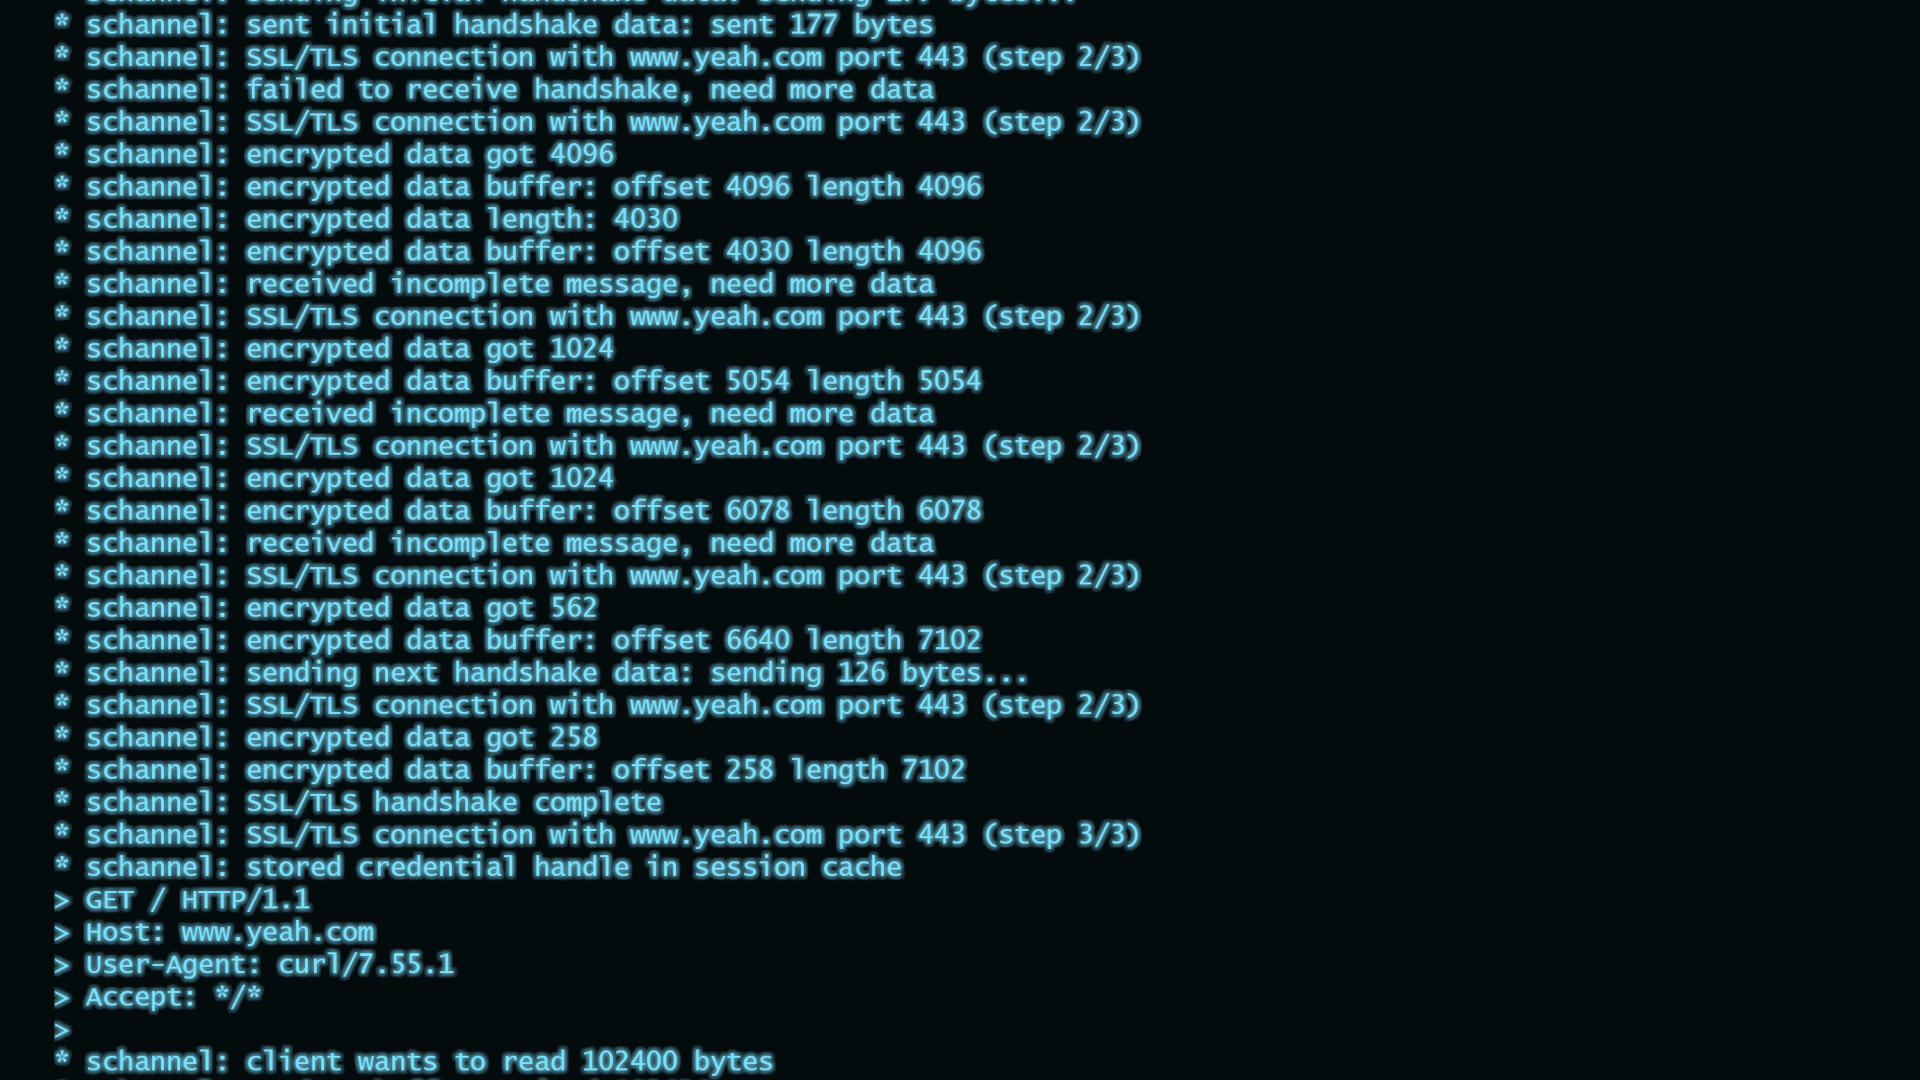 * schannel: sent initial handshake data: sent 177 bytes
* schannel: SSL/TLS connection with www.yeah.com port 443 (step 2/3)
* schannel: failed to receive handshake, need more data
* schannel: SSL/TLS connection with www.yeah.com port 443 (step 2/3)
* schannel: encrypted data got 4096
* schannel: encrypted data buffer: offset 4096 length 4096
* schannel: encrypted data length: 4030
* schannel: encrypted data buffer: offset 4030 length 4096
* schannel: received incomplete message, need more data
* schannel: SSL/TLS connection with www.yeah.com port 443 (step 2/3)
* schannel: encrypted data got 1024
* schannel: encrypted data buffer: offset 5054 length 5054
* schannel: received incomplete message, need more data
* schannel: SSL/TLS connection with www.yeah.com port 443 (step 2/3)
* schannel: encrypted data got 1024
* schannel: encrypted data buffer: offset 6078 length 6078
* schannel: received incomplete message, need more data
* schannel: SSL/TLS connection with www.yeah.com port 443 (step 2/3)
* schannel: encrypted data got 562
* schannel: encrypted data buffer: offset 6640 length 7102
* schannel: sending next handshake data: sending 126 bytes...
* schannel: SSL/TLS connection with www.yeah.com port 443 (step 2/3)
* schannel: encrypted data got 258
* schannel: encrypted data buffer: offset 258 length 7102
* schannel: SSL/TLS handshake complete
* schannel: SSL/TLS connection with www.yeah.com port 443 (step 3/3)
* schannel: stored credential handle in session cache
> GET / HTTP/1.1
> Host: www.yeah.com
> User-Agent: curl/7.55.1
> Accept: */*
>
* schannel: client wants to read 102400 bytes